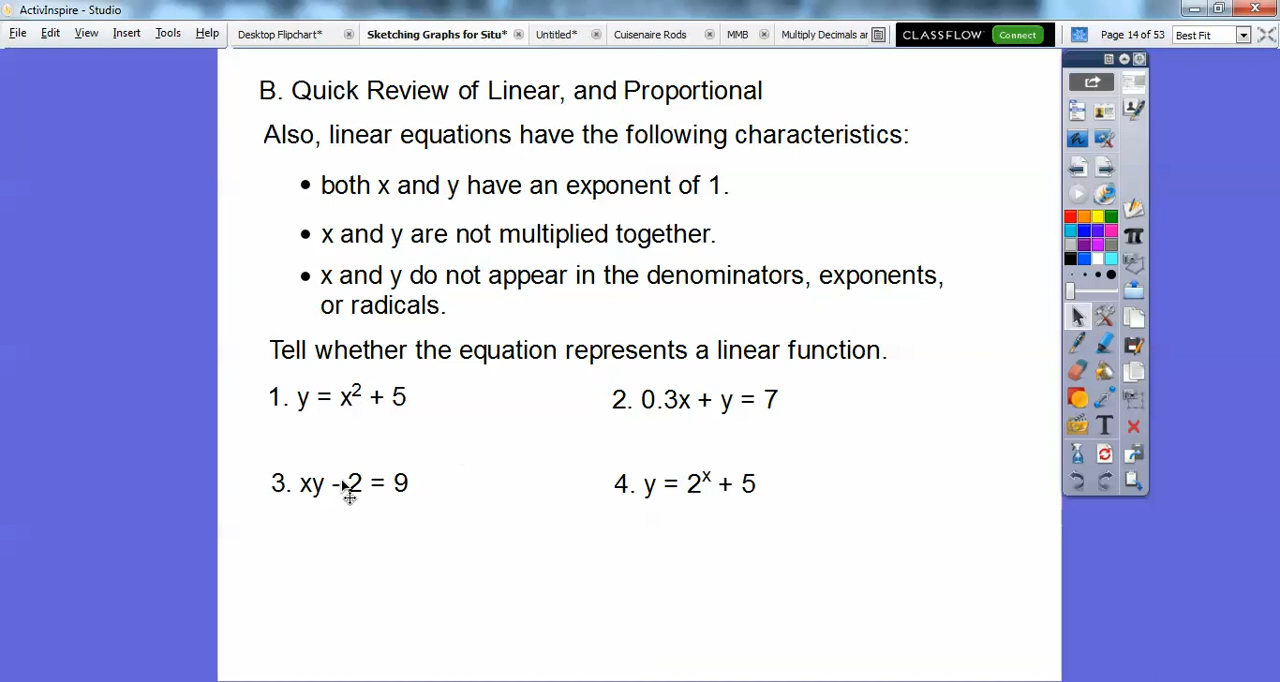 ActivInspire - Studio
File Edit View Insert Tools Help Desktop Flipchart* Sketching Graphs for Situ* Untitled* Cuisenaire Rods MMB Multiply Decimals ar CLASSFLOW Connect Page 14 of 53 Best Fit
B. Quick Review of Linear, and Proportional
Also, linear equations have the following characteristics:
• both x and y have an exponent of 1.
• x and y are not multiplied together.
• x and y do not appear in the denominators, exponents,
or radicals.
Tell whether the equation represents a linear function.
1. y = x² + 5 2. 0.3x + y = 7
3. xy - 2 = 9 4. y = 2ˣ + 5